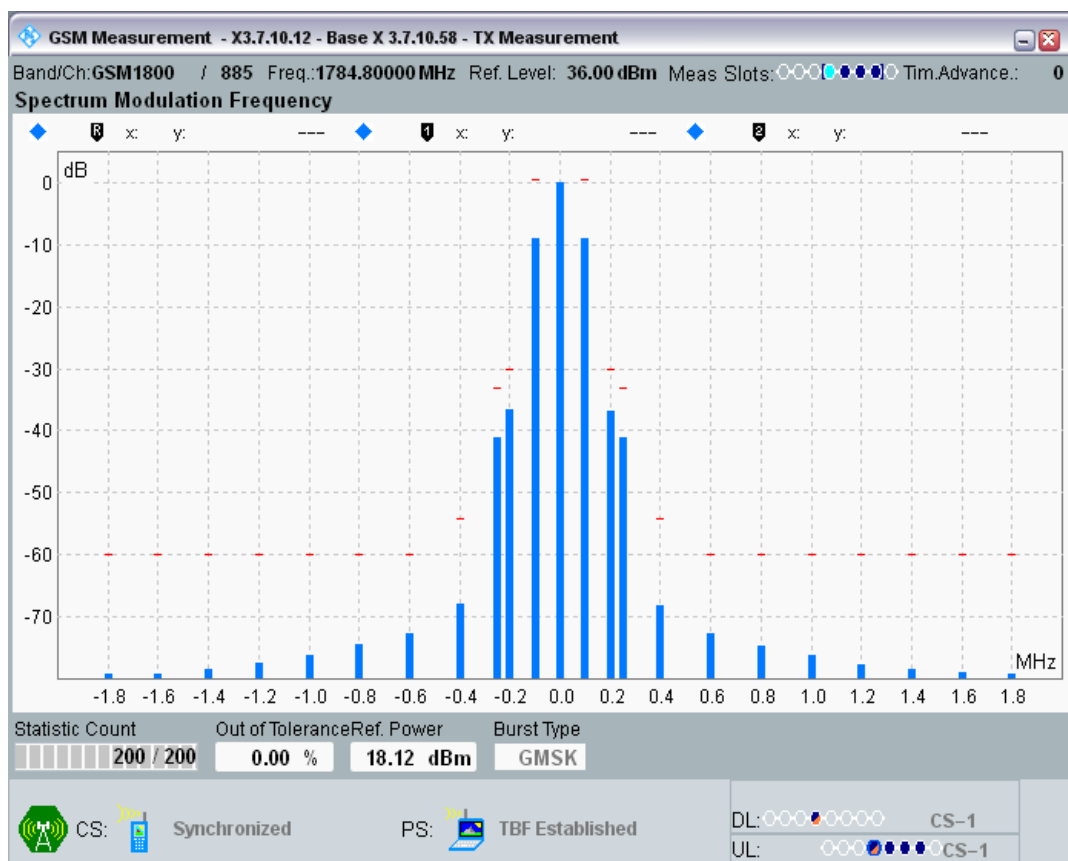 GSM Measurement - X3.7.10.12 - Base X 3.7.10.58 - TX Measurement
Band/Ch:GSM1800 / 885 Freq.:1784.80000 MHz Ref. Level: 36.00 dBm Meas Slots: Tim.Advance.: 0
Spectrum Modulation Frequency
R x: y: --- 1 x: y: --- 2 x: y: ---
dB
0
-10
-20
-30
-40
-50
-60
-70
MHz
-1.8 -1.6 -1.4 -1.2 -1.0 -0.8 -0.6 -0.4 -0.2 0.0 0.2 0.4 0.6 0.8 1.0 1.2 1.4 1.6 1.8
Statistic Count Out of Tolerance Ref. Power Burst Type
200 / 200 0.00 % 18.12 dBm GMSK
CS: Synchronized PS: TBF Established
DL: CS-1
UL: CS-1